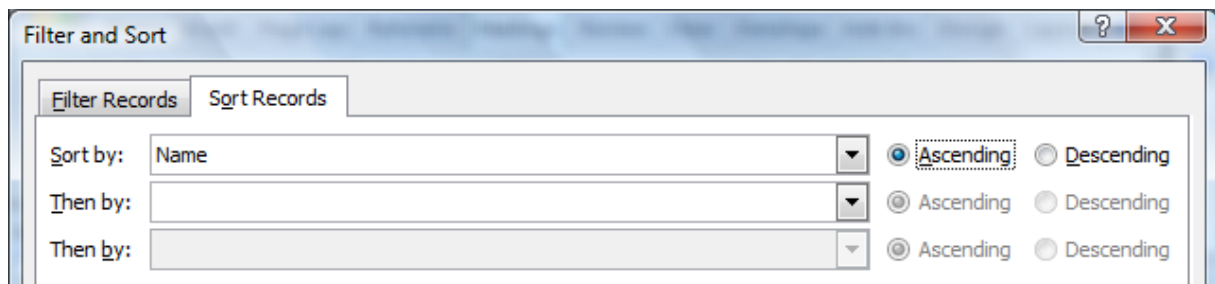 Filter and Sort
Filter Records Sort Records
Sort by: Name Ascending Descending
Then by: Ascending Descending
Then by: Ascending Descending